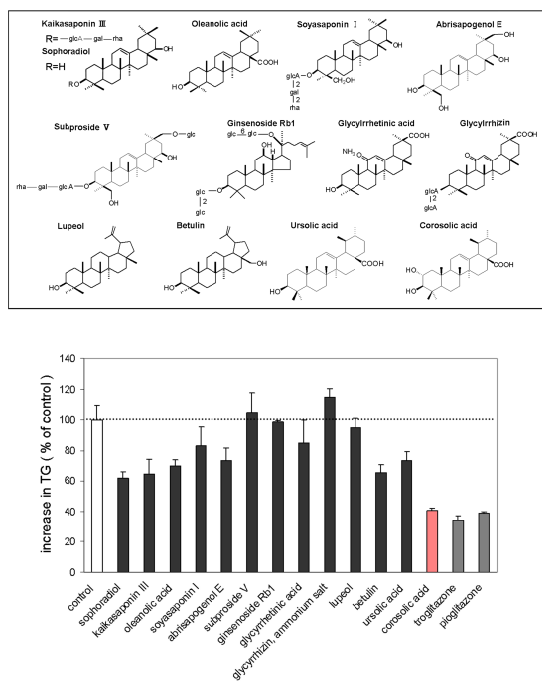 Kaikasaponin III
R= —glcA—gal—rha
Sophoradiol
R=H
RO
OH
Oleanolic acid
HO
COOH
Soyasaponin I
glcA—O
2
gal
2
rha
CH₂OH
OH
Abrisapogenol E
OH
OH
HO
OH
Subproside V
O—glc
OH
rha—gal—glcA—O
OH
Ginsenoside Rb1
glc—6—glc—O
OH
H
glc—O
2
glc
Glycylrrhetinic acid
COOH
NH₃
O
HO
Glycylrrhizin
COOH
O
glcA
2
glcA
Lupeol
HO
Betulin
OH
HO
Ursolic acid
COOH
HO
Corosolic acid
HO
HO
COOH
increase in TG ( % of control )
140
120
100
80
60
40
20
0
control
sophoradiol
kaikasaponin III
oleanolic acid
soyasaponin I
abrisapogenol E
subproside V
ginsenoside Rb1
glycyrrhetinic acid
glycyrrhizin, ammonium salt
lupeol
betulin
ursolic acid
corosolic acid
troglitazone
pioglitazone